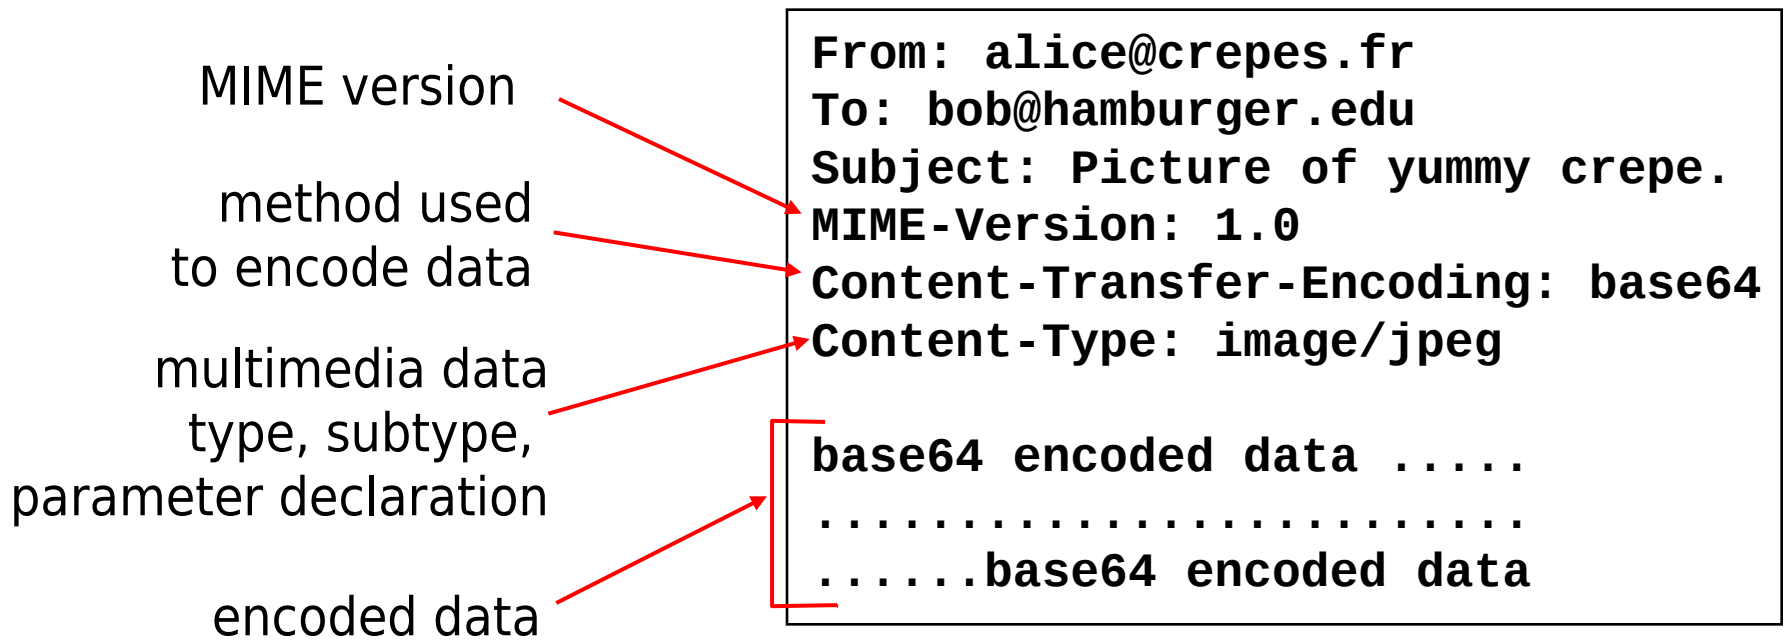 MIME version
method used
to encode data
multimedia data
type, subtype,
parameter declaration
encoded data
From: alice@crepes.fr
To: bob@hamburger.edu
Subject: Picture of yummy crepe.
MIME-Version: 1.0
Content-Transfer-Encoding: base64
Content-Type: image/jpeg
base64 encoded data .....
.........................
......base64 encoded data